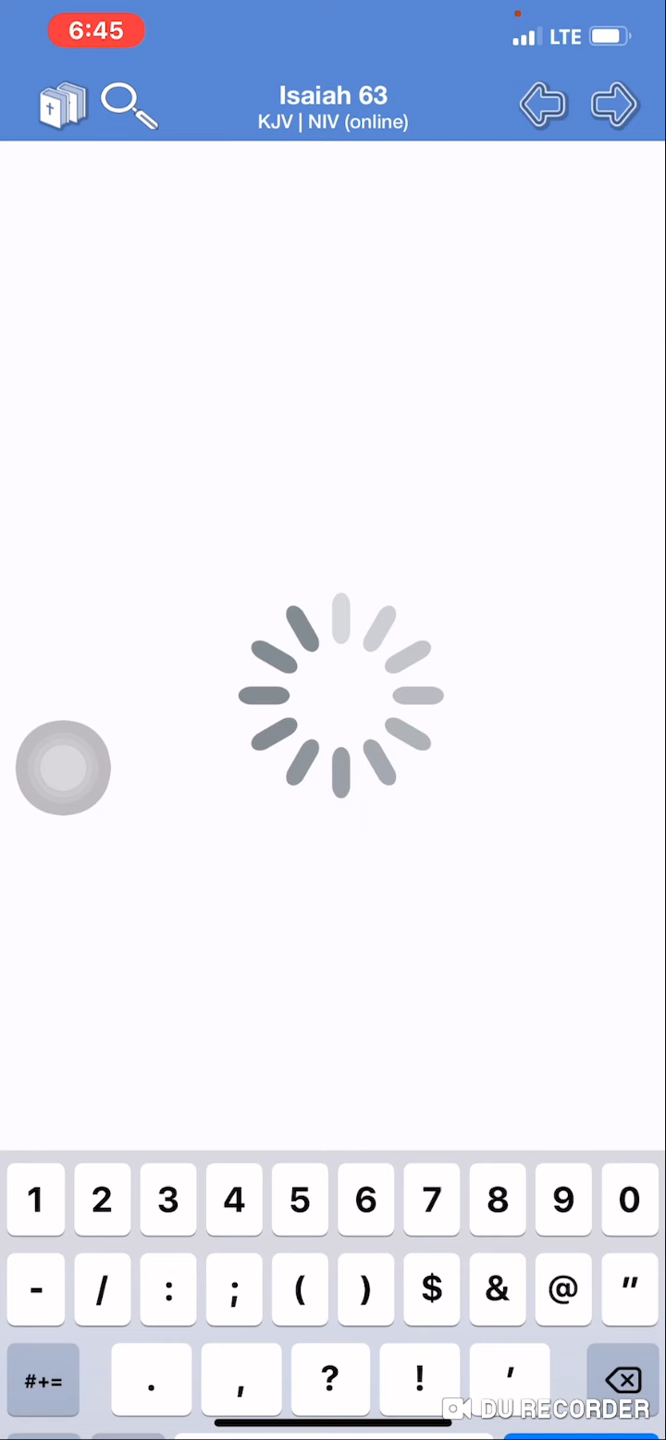 6:45
LTE
Isaiah 63
KJV | NIV (online)
1 2 3 4 5 6 7 8 9 0
- / : ; ( ) $ & @ "
#+= . , ? ! '
DU RECORDER